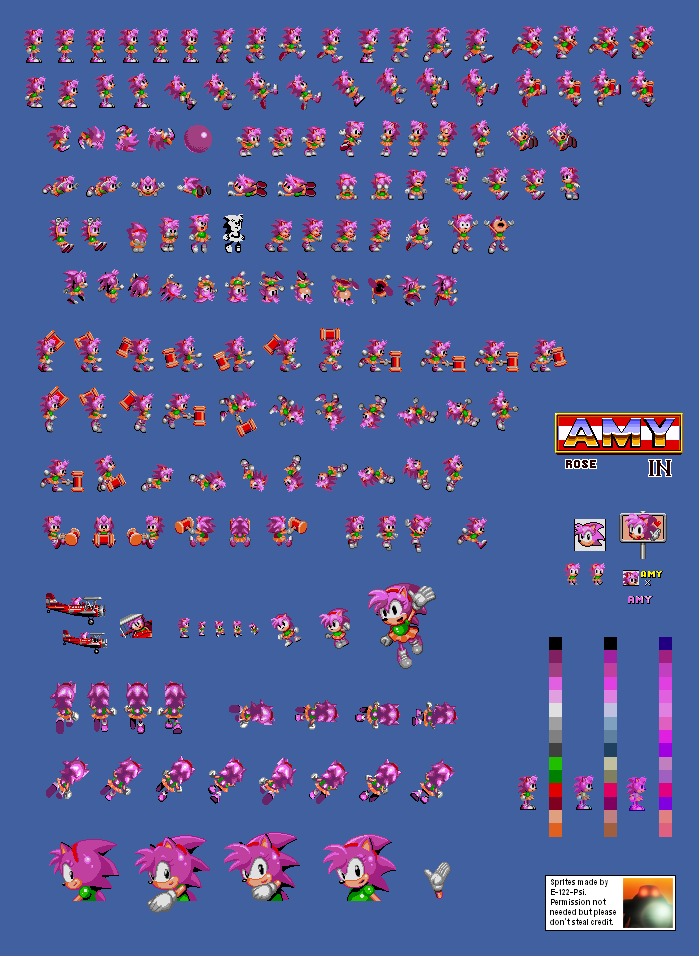 AMY
ROSE
IN
AMY
X
AMY
Sprites made by
E-122-Psi.
Permission not
needed but please
don't steal credit.